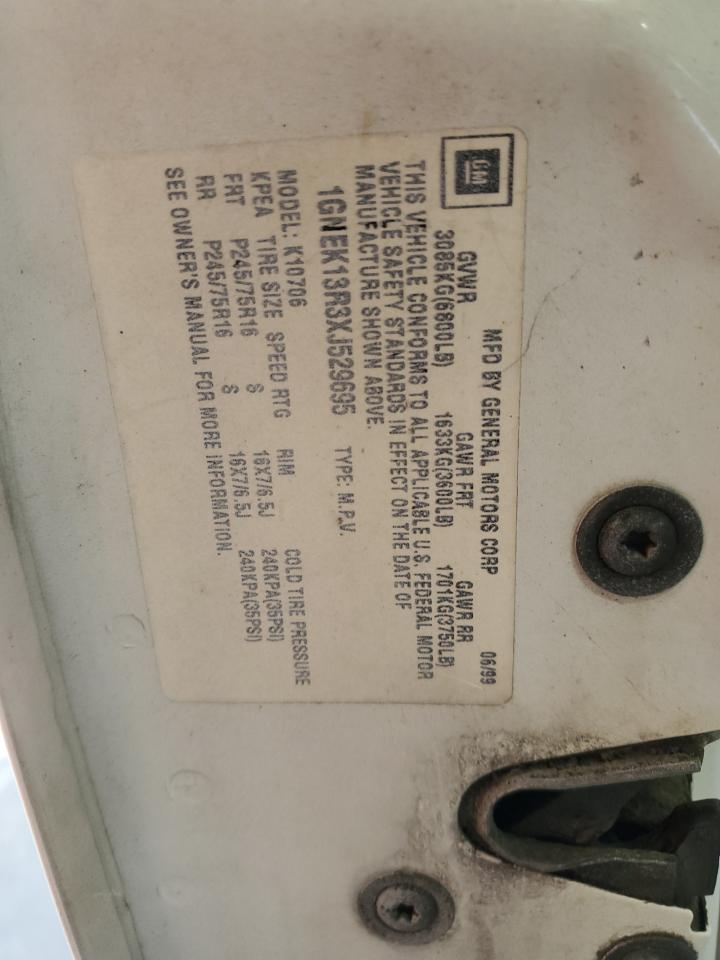 GM
MFD BY GENERAL MOTORS CORP 06/99
GVWR GAWR FRT GAWR RR
3085KG(6800LB) 1633KG(3600LB) 1701KG(3750LB)
THIS VEHICLE CONFORMS TO ALL APPLICABLE U.S. FEDERAL MOTOR
VEHICLE SAFETY STANDARDS IN EFFECT ON THE DATE OF
MANUFACTURE SHOWN ABOVE.
1GNEK13R3XJ529695 TYPE: M.P.V.
MODEL: K10706
KPEA TIRE SIZE SPEED RTG RIM COLD TIRE PRESSURE
FRT P245/75R16 S 16X7/6.5J 240KPA(35PSI)
RR P245/75R16 S 16X7/6.5J 240KPA(35PSI)
SEE OWNER'S MANUAL FOR MORE INFORMATION.